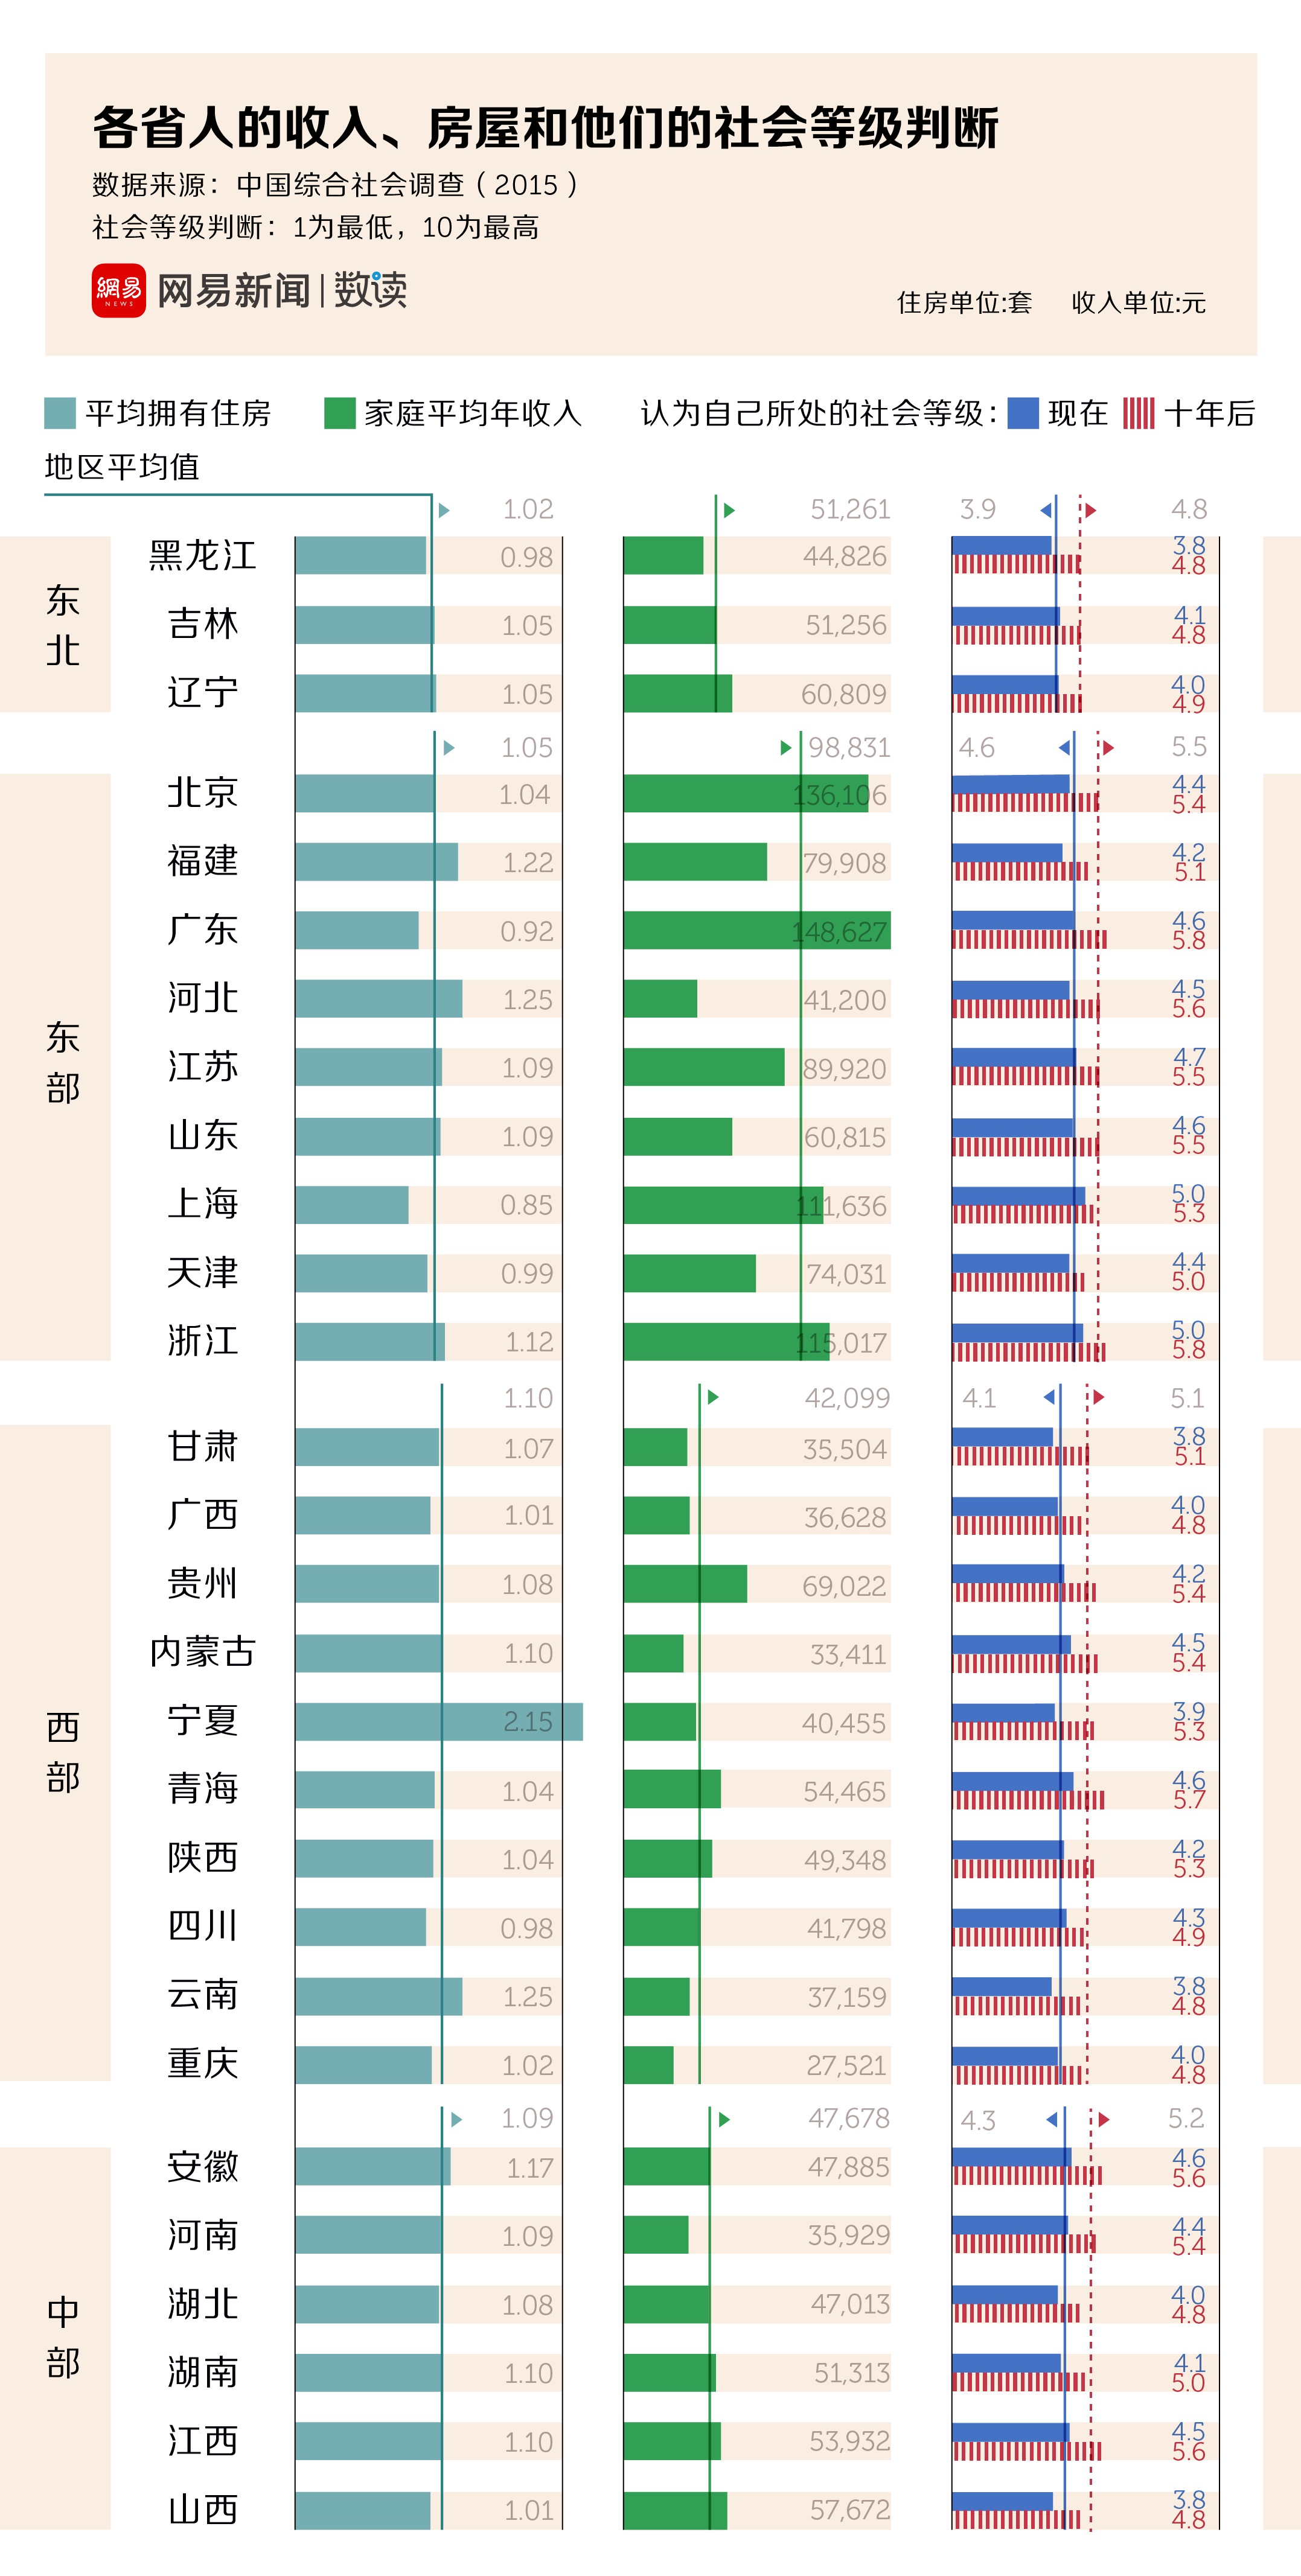 各省人的收入、房屋和他们的社会等级判断
数据来源：中国综合社会调查（2015）
社会等级判断：1为最低，10为最高
網易 NEWS 网易新闻 | 数读
住房单位:套 收入单位:元
平均拥有住房 家庭平均年收入 认为自己所处的社会等级： 现在 十年后
地区平均值
1.02 51,261 3.9 4.8
东北
黑龙江 0.98 44,826 3.8 4.8
吉林 1.05 51,256 4.1 4.8
辽宁 1.05 60,809 4.0 4.9
1.05 98,831 4.6 5.5
东部
北京 1.04 136,106 4.4 5.4
福建 1.22 79,908 4.2 5.1
广东 0.92 148,627 4.6 5.8
河北 1.25 41,200 4.5 5.6
江苏 1.09 89,920 4.7 5.5
山东 1.09 60,815 4.6 5.5
上海 0.85 111,636 5.0 5.3
天津 0.99 74,031 4.4 5.0
浙江 1.12 115,017 5.0 5.8
1.10 42,099 4.1 5.1
西部
甘肃 1.07 35,504 3.8 5.1
广西 1.01 36,628 4.0 4.8
贵州 1.08 69,022 4.2 5.4
内蒙古 1.10 33,411 4.5 5.4
宁夏 2.15 40,455 3.9 5.3
青海 1.04 54,465 4.6 5.7
陕西 1.04 49,348 4.2 5.3
四川 0.98 41,798 4.3 4.9
云南 1.25 37,159 3.8 4.8
重庆 1.02 27,521 4.0 4.8
1.09 47,678 4.3 5.2
中部
安徽 1.17 47,885 4.6 5.6
河南 1.09 35,929 4.4 5.4
湖北 1.08 47,013 4.0 4.8
湖南 1.10 51,313 4.1 5.0
江西 1.10 53,932 4.5 5.6
山西 1.01 57,672 3.8 4.8